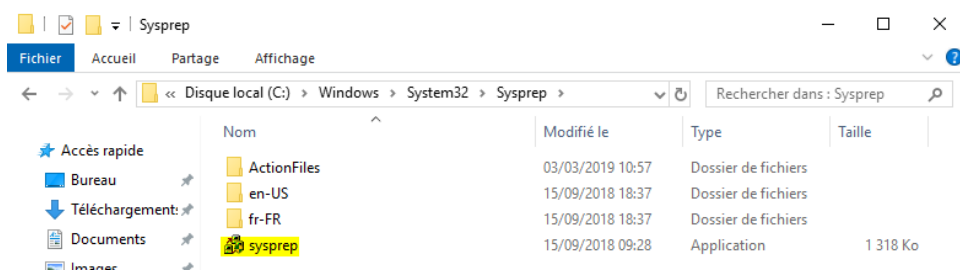 Sysprep
Fichier Accueil Partage Affichage
« Disque local (C:) > Windows > System32 > Sysprep > Rechercher dans : Sysprep
Nom Modifié le Type Taille
Accès rapide
ActionFiles 03/03/2019 10:57 Dossier de fichiers
Bureau
en-US 15/09/2018 18:37 Dossier de fichiers
Téléchargement:
fr-FR 15/09/2018 18:37 Dossier de fichiers
Documents
sysprep 15/09/2018 09:28 Application 1 318 Ko
Images